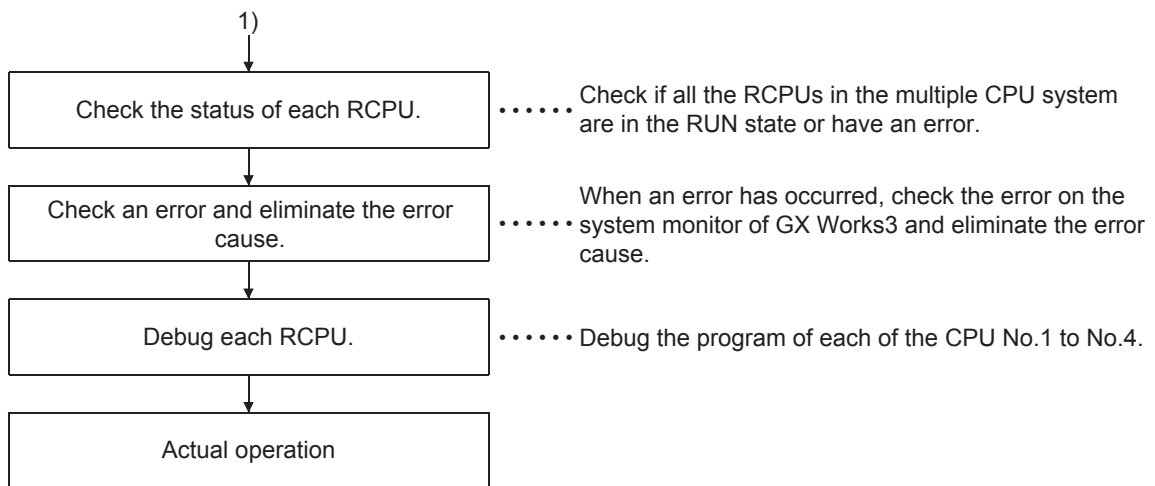 1)
Check the status of each RCPU.
•••••• Check if all the RCPUs in the multiple CPU system
are in the RUN state or have an error.
Check an error and eliminate the error
cause.
When an error has occurred, check the error on the
•••••• system monitor of GX Works3 and eliminate the error
cause.
Debug each RCPU.
•••••• Debug the program of each of the CPU No.1 to No.4.
Actual operation